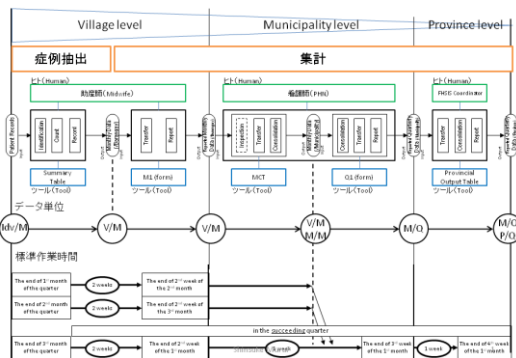 Village level
Municipality level
Province level
症例抽出
集計
ヒト(Human)
ヒト(Human)
ヒト(Human)
助産師(Midwife)
看護師(PHN)
FHSIS Coordinator
Patient Records
Identification
Count
Record
Transfer
Report
Inspection
Transfer
Consolidation
Consolidation
Transfer
Report
Consolidation
Report
Summary
Table
M1 (form)
MCT
Q1 (form)
Provincial
Output Table
ツール(Tool)
ツール(Tool)
ツール(Tool)
ツール(Tool)
ツール(Tool)
データ単位
Idv/M
V/M
V/M
V/M
M/M
M/Q
M/Q
P/Q
標準作業時間
The end of 1st month
of the quarter
2 weeks
The end of 2nd week
of the 2nd month
The end of 2nd month
of the quarter
2 weeks
The end of 2nd week
of the 3rd month
in the succeeding quarter
The end of 3rd month
of the quarter
2 weeks
The end of 2nd week
of the 1st month
The end of 3rd week
of the 1st month
1 week
The end of 4th week
of the 1st month